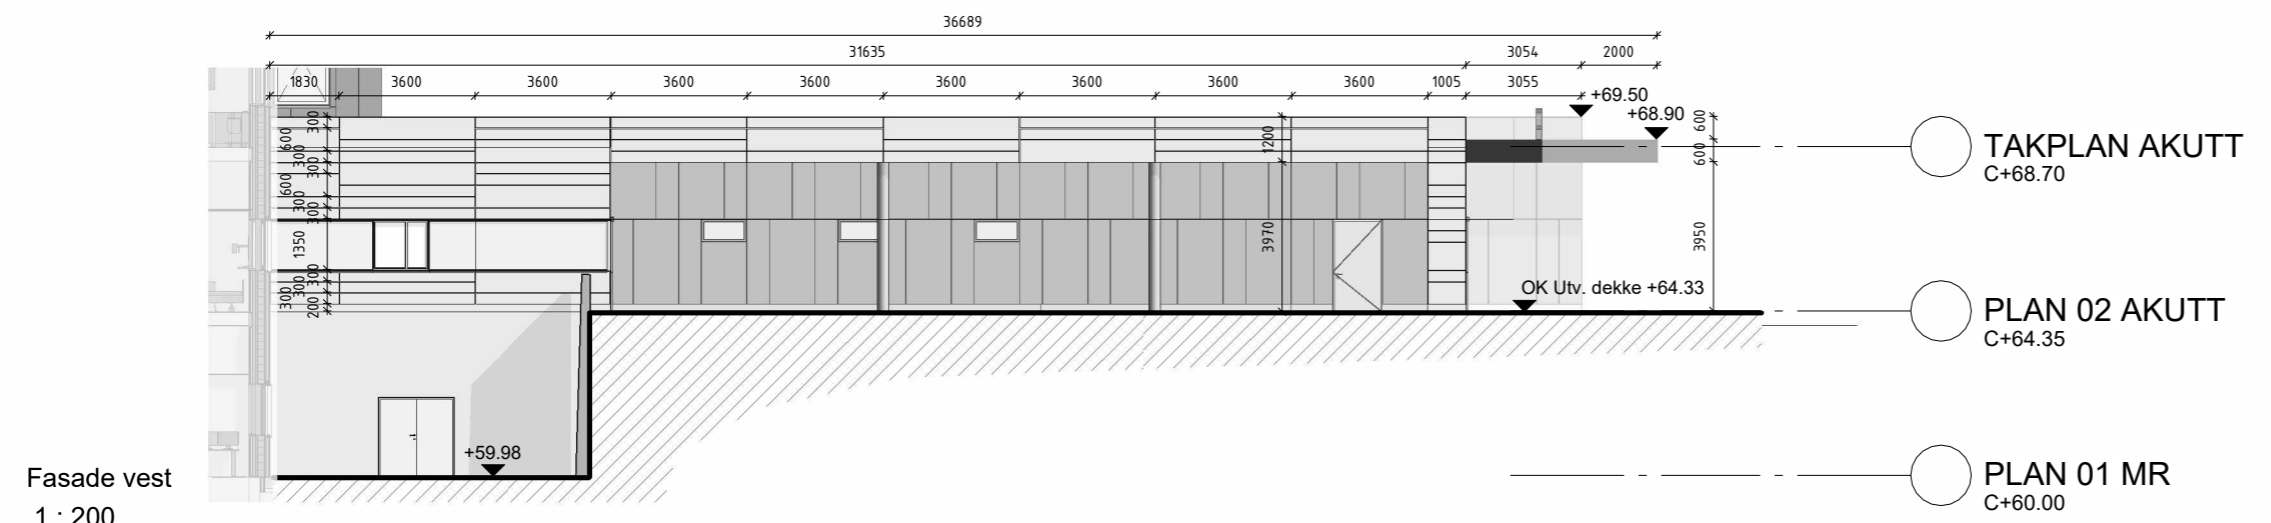 36689
31635 3054 2000
1830 3600 3600 3600 3600 3600 3600 3600 3600 1005 3055
+69.50
+68.90
300
600
300
300
600
300
300
1350
300
300
300
200
1200
3970
600
600
3950
TAKPLAN AKUTT
C+68.70
OK Utv. dekke +64.33
PLAN 02 AKUTT
C+64.35
+59.98
PLAN 01 MR
C+60.00
Fasade vest
1 : 200